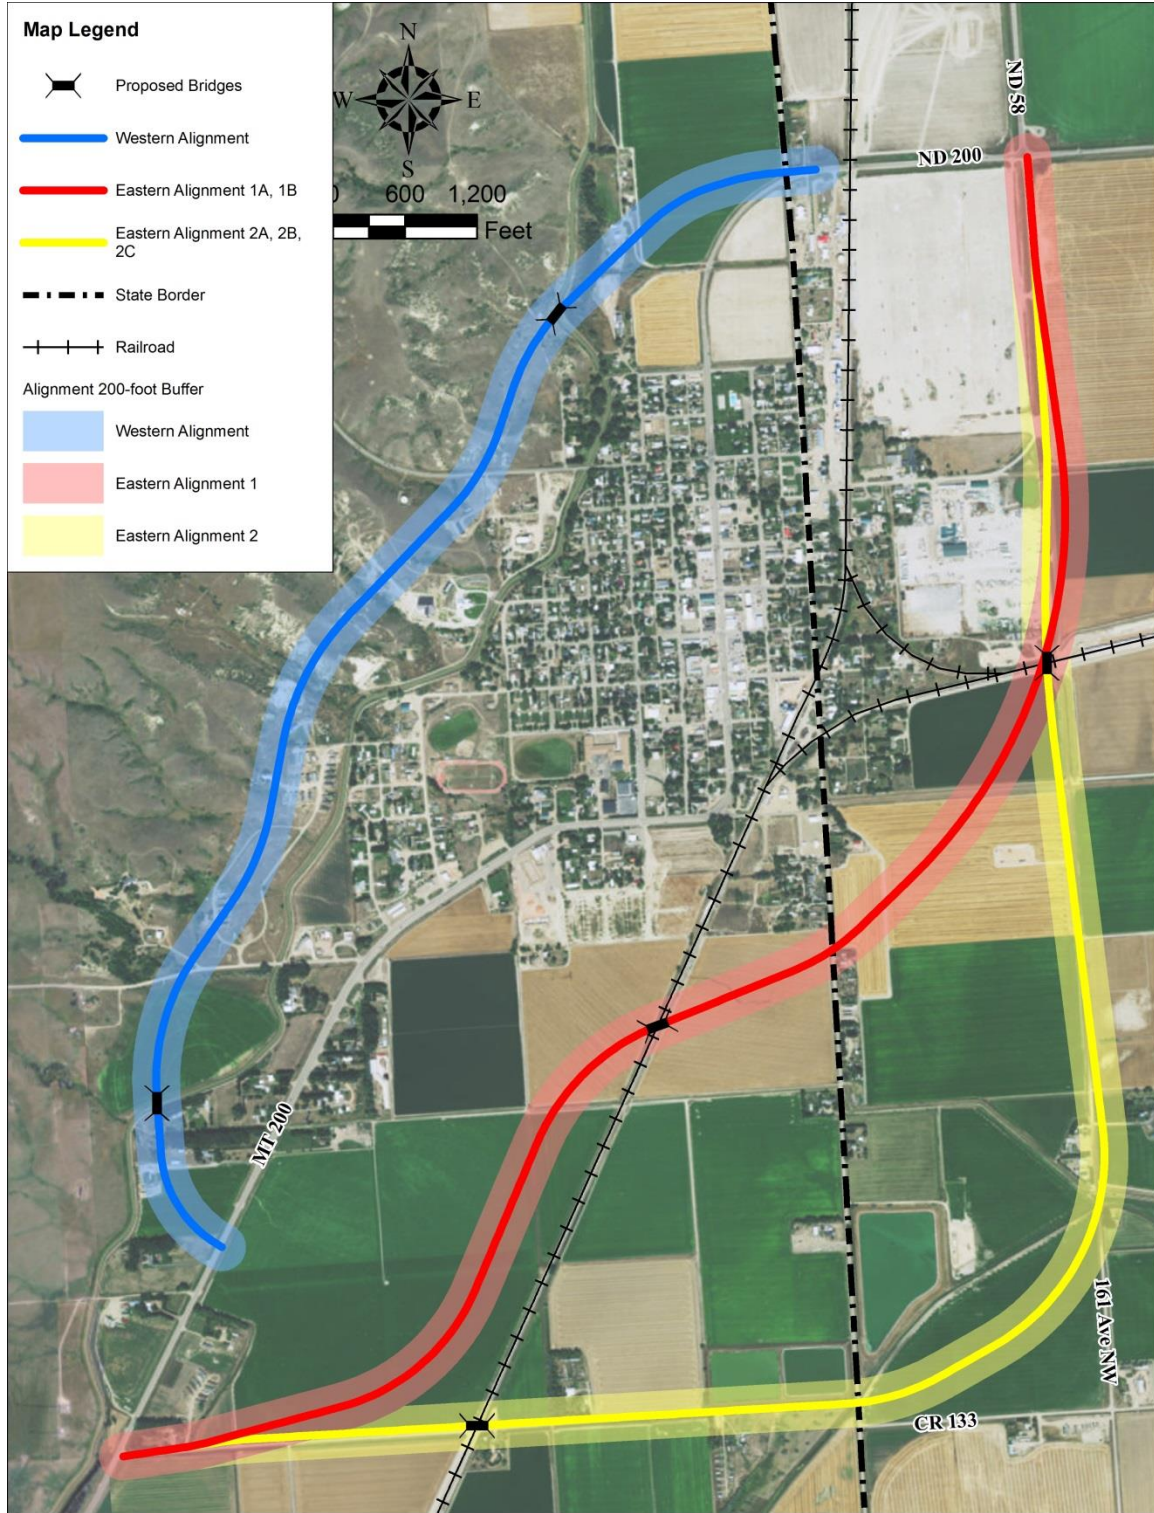 Map Legend
Proposed Bridges
Western Alignment
Eastern Alignment 1A, 1B
Eastern Alignment 2A, 2B,
2C
State Border
Railroad
Alignment 200-foot Buffer
Western Alignment
Eastern Alignment 1
Eastern Alignment 2
N
W
E
S
600 1,200
Feet
ND 58
ND 200
MT 200
161 Ave NW
CR 133